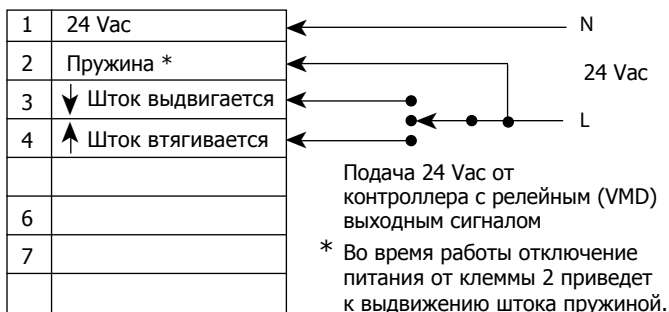 1 24 Vac N
2 Пружина *
24 Vac
3 Шток выдвигается
L
4 Шток втягивается
Подача 24 Vac от
контроллера с релейным (VMD)
выходным сигналом
6
7
* Во время работы отключение
питания от клеммы 2 приведет
к выдвижению штока пружиной.